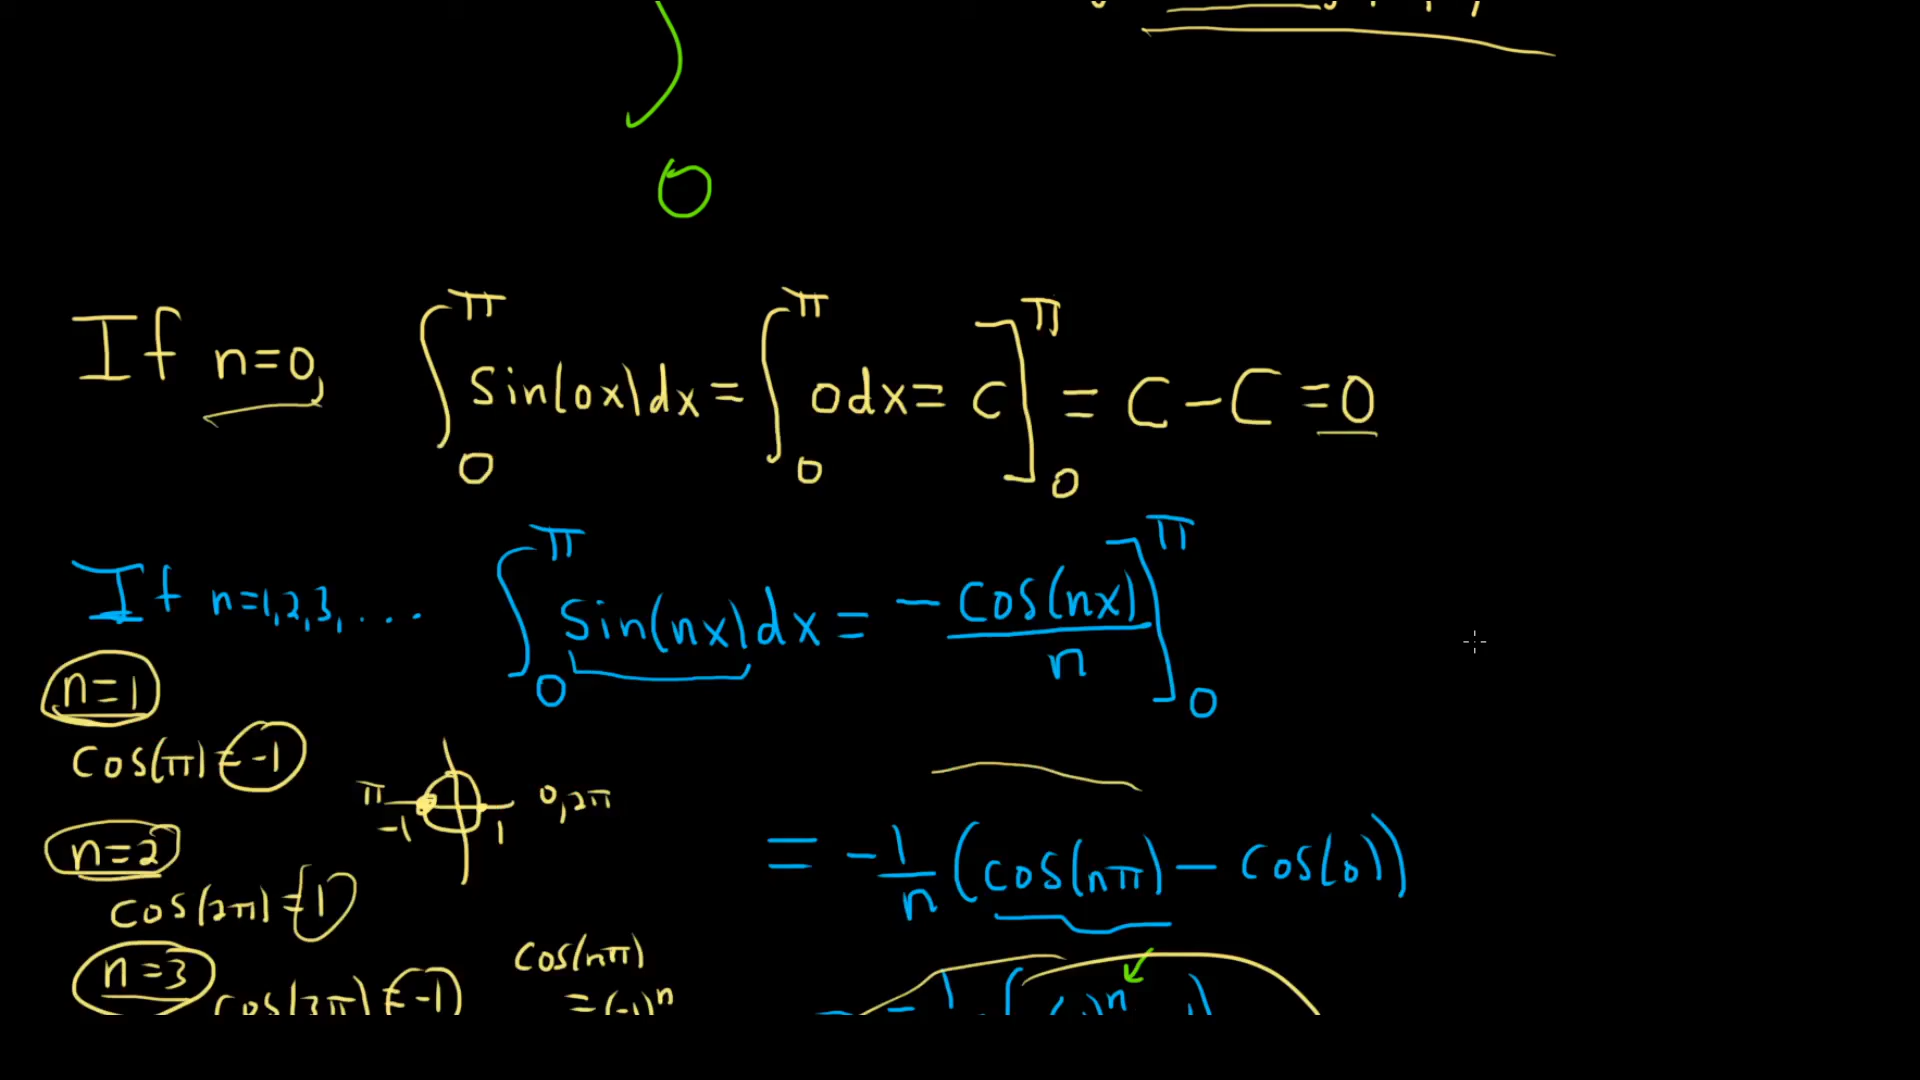 0
If n=0, ∫₀^π sin(0x)dx = ∫₀^π 0dx = C]₀^π = C - C = 0
If n=1,2,3,... ∫₀^π sin(nx)dx = -cos(nx)/n]₀^π
n=1
cos(π) = -1
π -1 1 0,2π
n=2
= -1/n (cos(nπ) - cos(0))
cos(2π) = 1
n=3
cos(3π) = -1
cos(nπ)
= (-1)^n